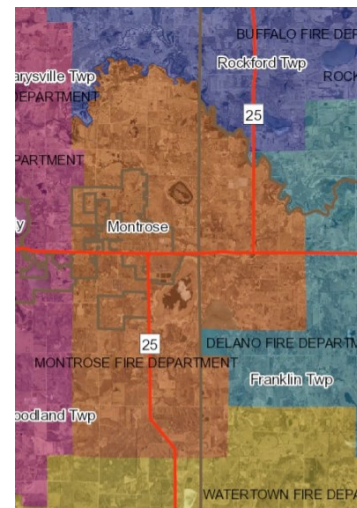 BUFFALO FIRE DEP
Rockford Twp
arysville Twp
ROCK
DEPARTMENT
25
PARTMENT
y
Montrose
25
DELANO FIRE DEPARTM
MONTROSE FIRE DEPARTMENT
Franklin Twp
oodland Twp
WATERTOWN FIRE DEPA